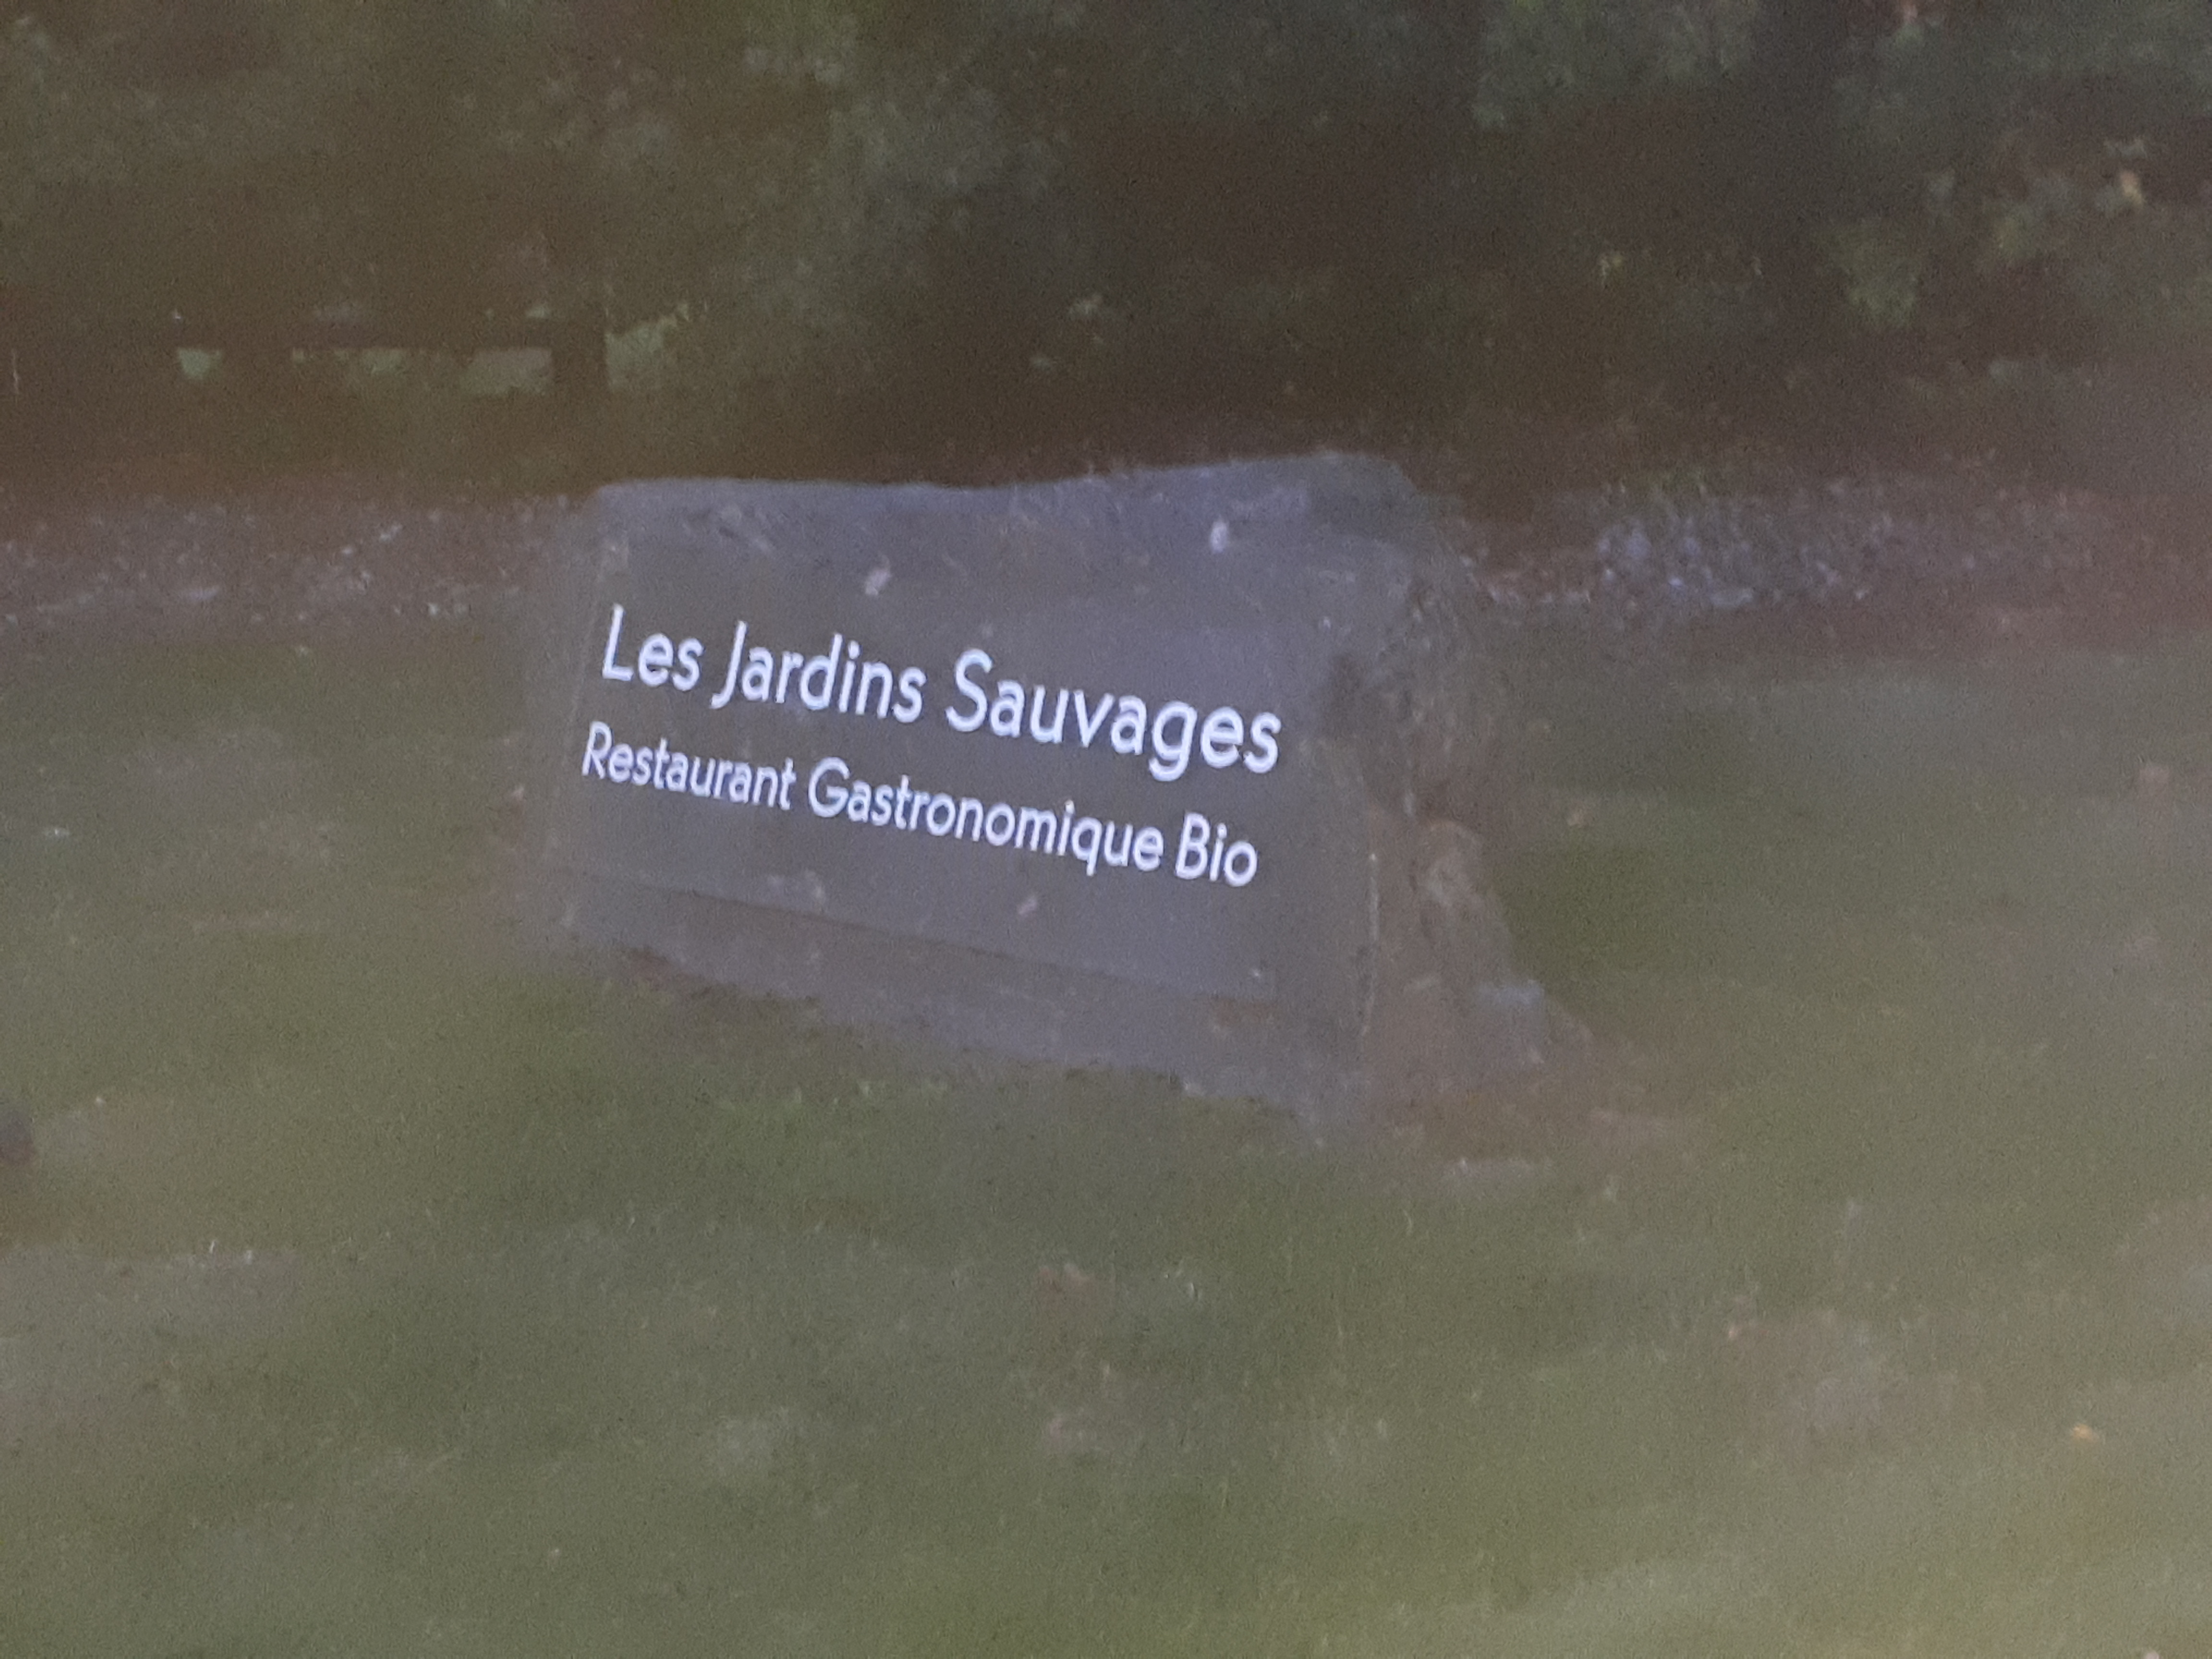 Les Jardins Sauvages
Restaurant Gastronomique Bio